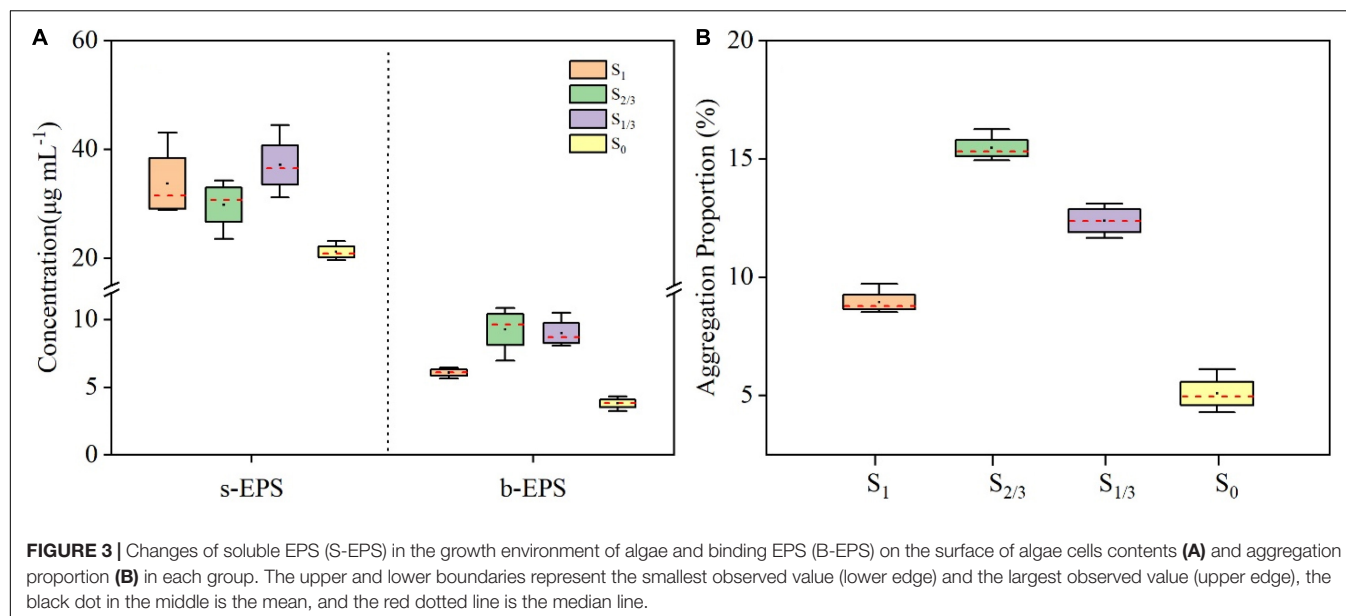 A
60
40
20
10
5
0
Concentration(µg mL⁻¹)
S₁
S₂/₃
S₁/₃
S₀
s-EPS
b-EPS
B
20
15
10
5
Aggregation Proportion (%)
S₁
S₂/₃
S₁/₃
S₀
FIGURE 3 | Changes of soluble EPS (S-EPS) in the growth environment of algae and binding EPS (B-EPS) on the surface of algae cells contents (A) and aggregation
proportion (B) in each group. The upper and lower boundaries represent the smallest observed value (lower edge) and the largest observed value (upper edge), the
black dot in the middle is the mean, and the red dotted line is the median line.